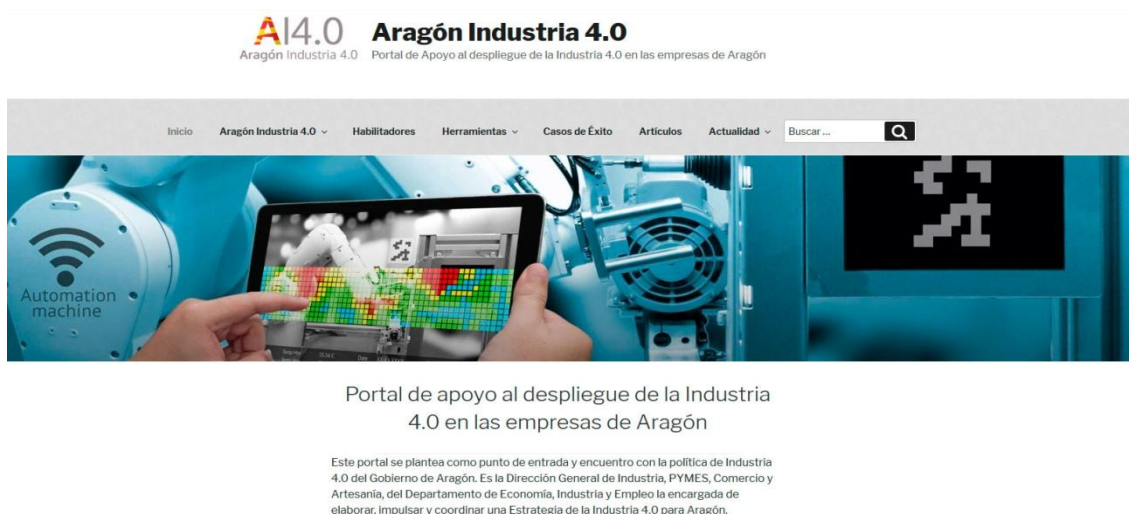 AI4.0
Aragón Industria 4.0
Aragón Industria 4.0
Portal de Apoyo al despliegue de la Industria 4.0 en las empresas de Aragón
Inicio Aragón Industria 4.0 Habilitadores Herramientas Casos de Éxito Artículos Actualidad Buscar ...
Automation
machine
Portal de apoyo al despliegue de la Industria
4.0 en las empresas de Aragón
Este portal se plantea como punto de entrada y encuentro con la política de Industria
4.0 del Gobierno de Aragón. Es la Dirección General de Industria, PYMES, Comercio y
Artesanía, del Departamento de Economía, Industria y Empleo la encargada de
elaborar, impulsar y coordinar una Estrategia de la Industria 4.0 para Aragón.